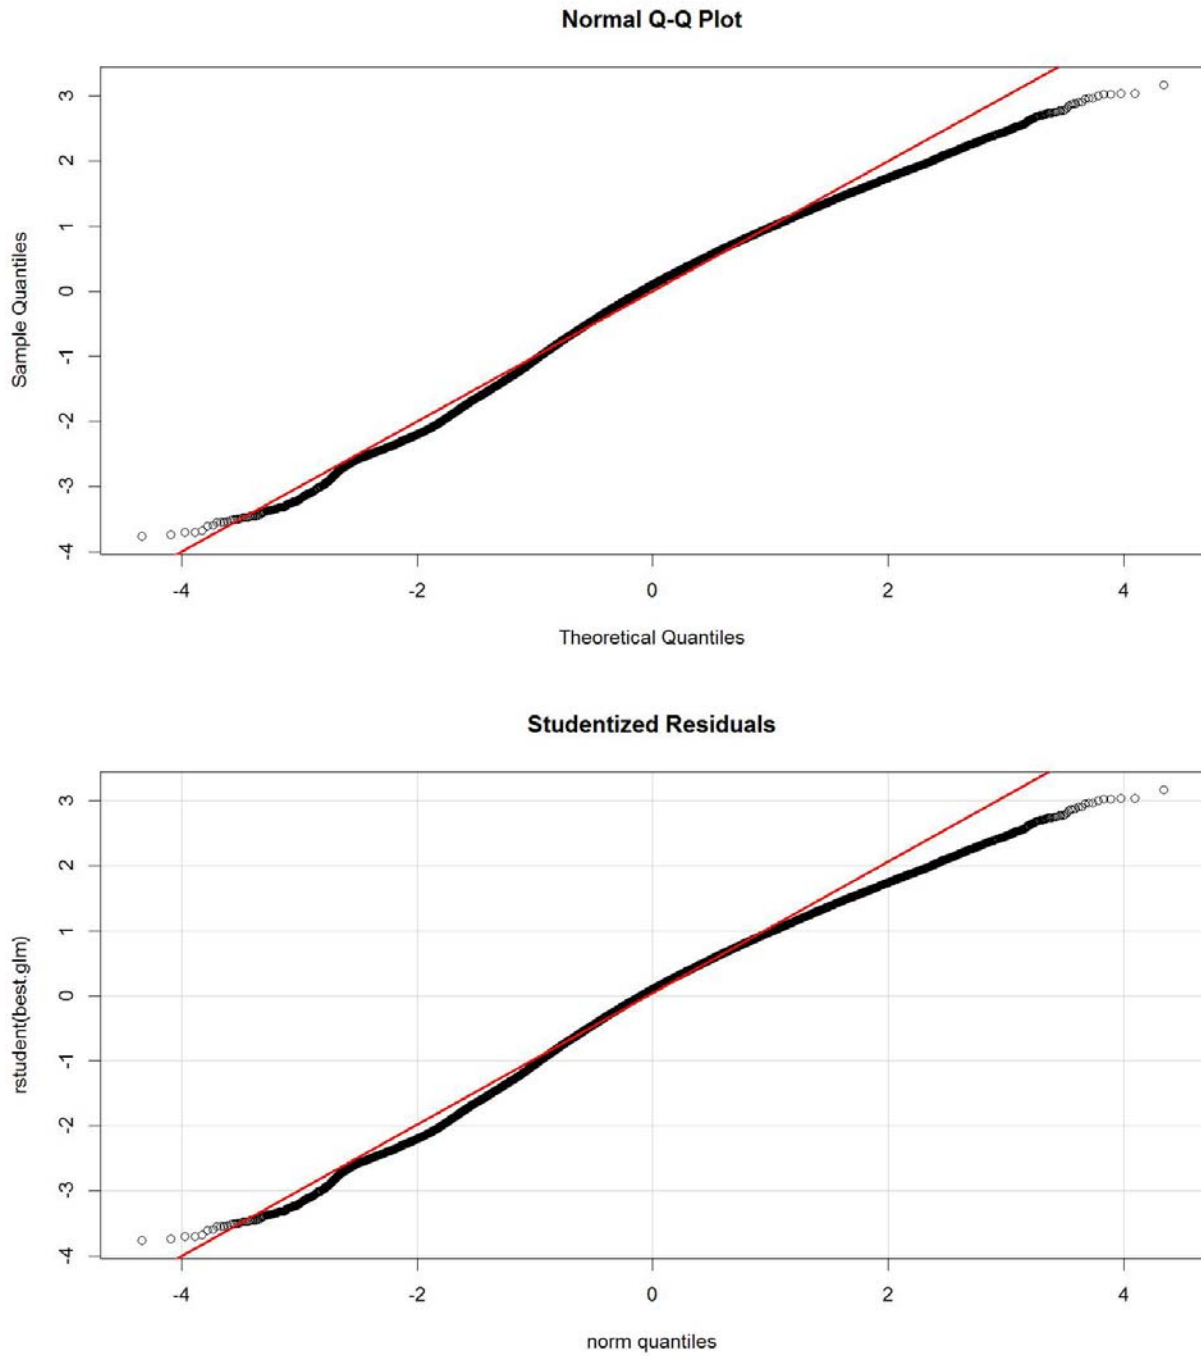 Normal Q-Q Plot
Sample Quantiles
3
2
1
0
-1
-2
-3
-4
-4 -2 0 2 4
Theoretical Quantiles
Studentized Residuals
rstudent(best.glm)
3
2
1
0
-1
-2
-3
-4
-4 -2 0 2 4
norm quantiles